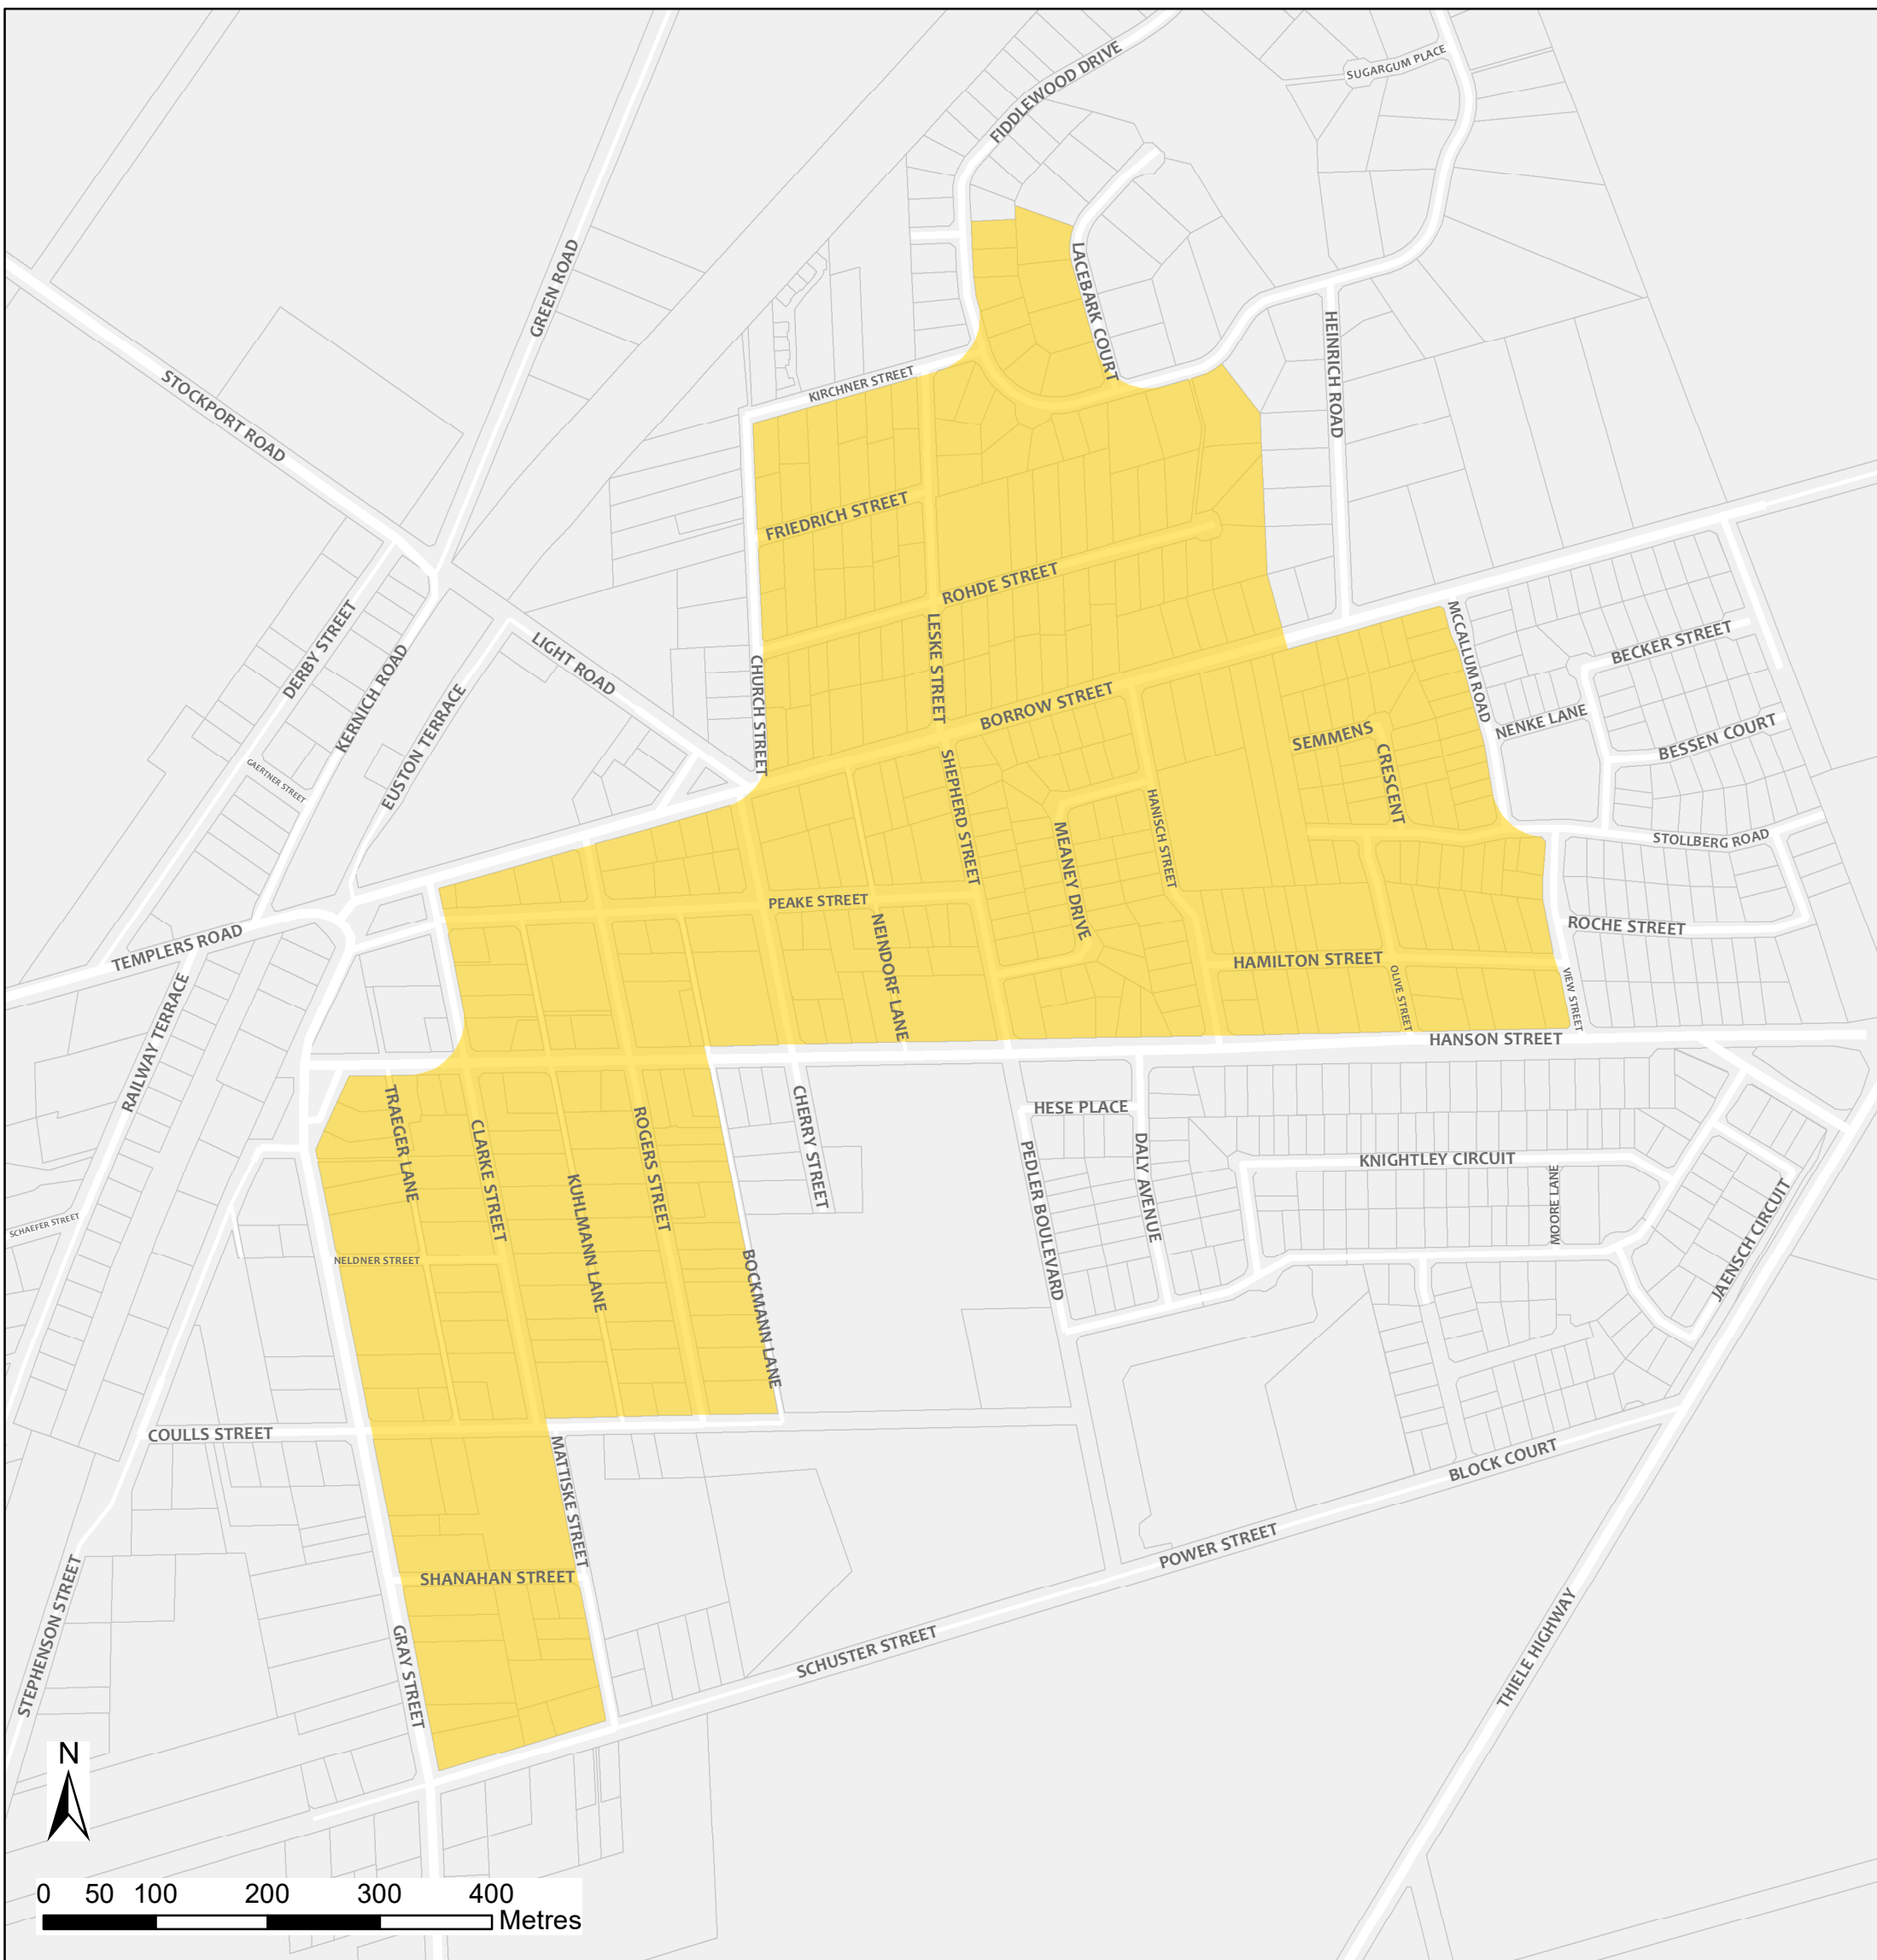 SUGARGUM PLACE
FIDDLEWOOD DRIVE
GREEN ROAD
LACEBARK COURT
HEINRICH ROAD
STOCKPORT ROAD
KIRCHNER STREET
FRIEDRICH STREET
ROHDE STREET
LESKE STREET
DERBY STREET
KERNICH ROAD
LIGHT ROAD
EUSTON TERRACE
CHURCH STREET
BORROW STREET
MCCALLUM ROAD
BECKER STREET
NENKE LANE
BESSEN COURT
SEMMENS
CRESCENT
GAERTNER STREET
SHEPHERD STREET
HANISCH STREET
MEANEY DRIVE
STOLLBERG ROAD
PEAKE STREET
NEINDORF LANE
TEMPLERS ROAD
ROCHE STREET
HAMILTON STREET
OLIVE STREET
VIEW STREET
RAILWAY TERRACE
HANSON STREET
TRAEGER LANE
CLARKE STREET
ROGERS STREET
CHERRY STREET
HESE PLACE
PEDLER BOULEVARD
DALY AVENUE
KNIGHTLEY CIRCUIT
MOORE LANE
JAENSCH CIRCUIT
KUHLMANN LANE
SCHAEFER STREET
NELDNER STREET
BOCKMANN LANE
COULLS STREET
MATTISKE STREET
BLOCK COURT
POWER STREET
SHANAHAN STREET
STEPHENSON STREET
GRAY STREET
SCHUSTER STREET
THIELE HIGHWAY
N
0 50 100 200 300 400
Metres